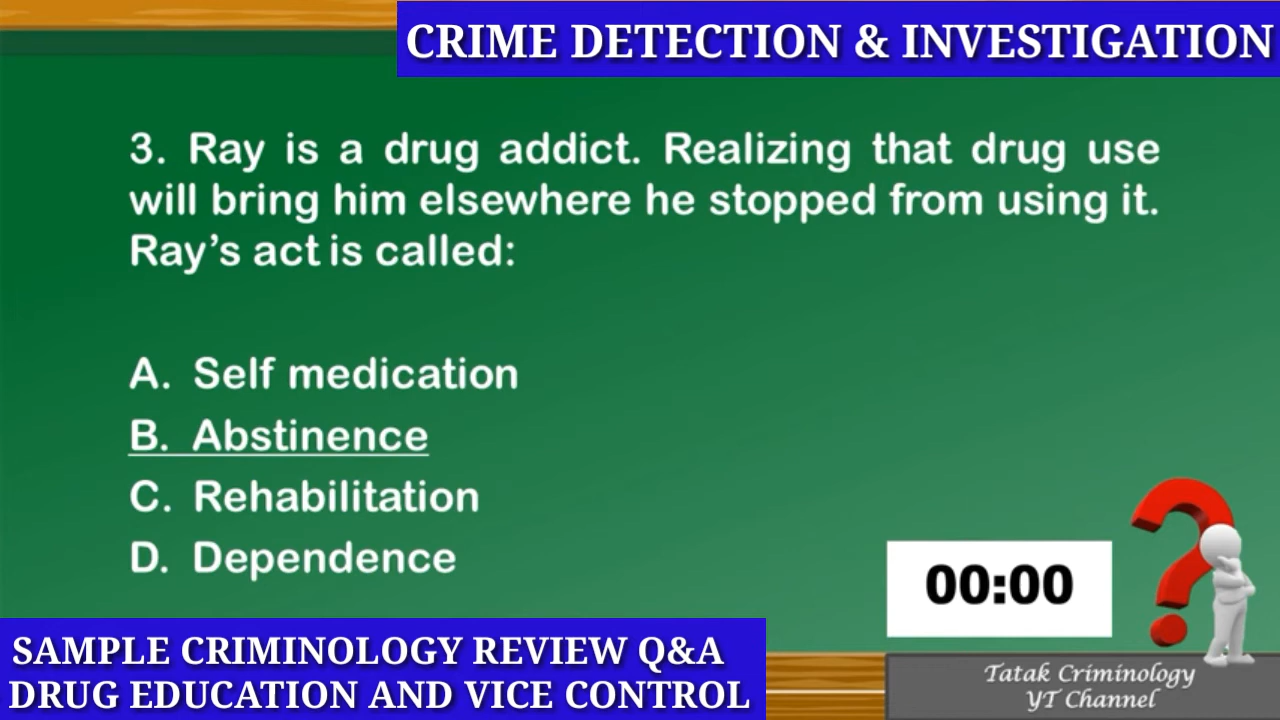 CRIME DETECTION & INVESTIGATION
3. Ray is a drug addict. Realizing that drug use
will bring him elsewhere he stopped from using it.
Ray's act is called:
A. Self medication
B. Abstinence
C. Rehabilitation
D. Dependence
00:00
SAMPLE CRIMINOLOGY REVIEW Q&A
DRUG EDUCATION AND VICE CONTROL
Tatak Criminology
YT Channel